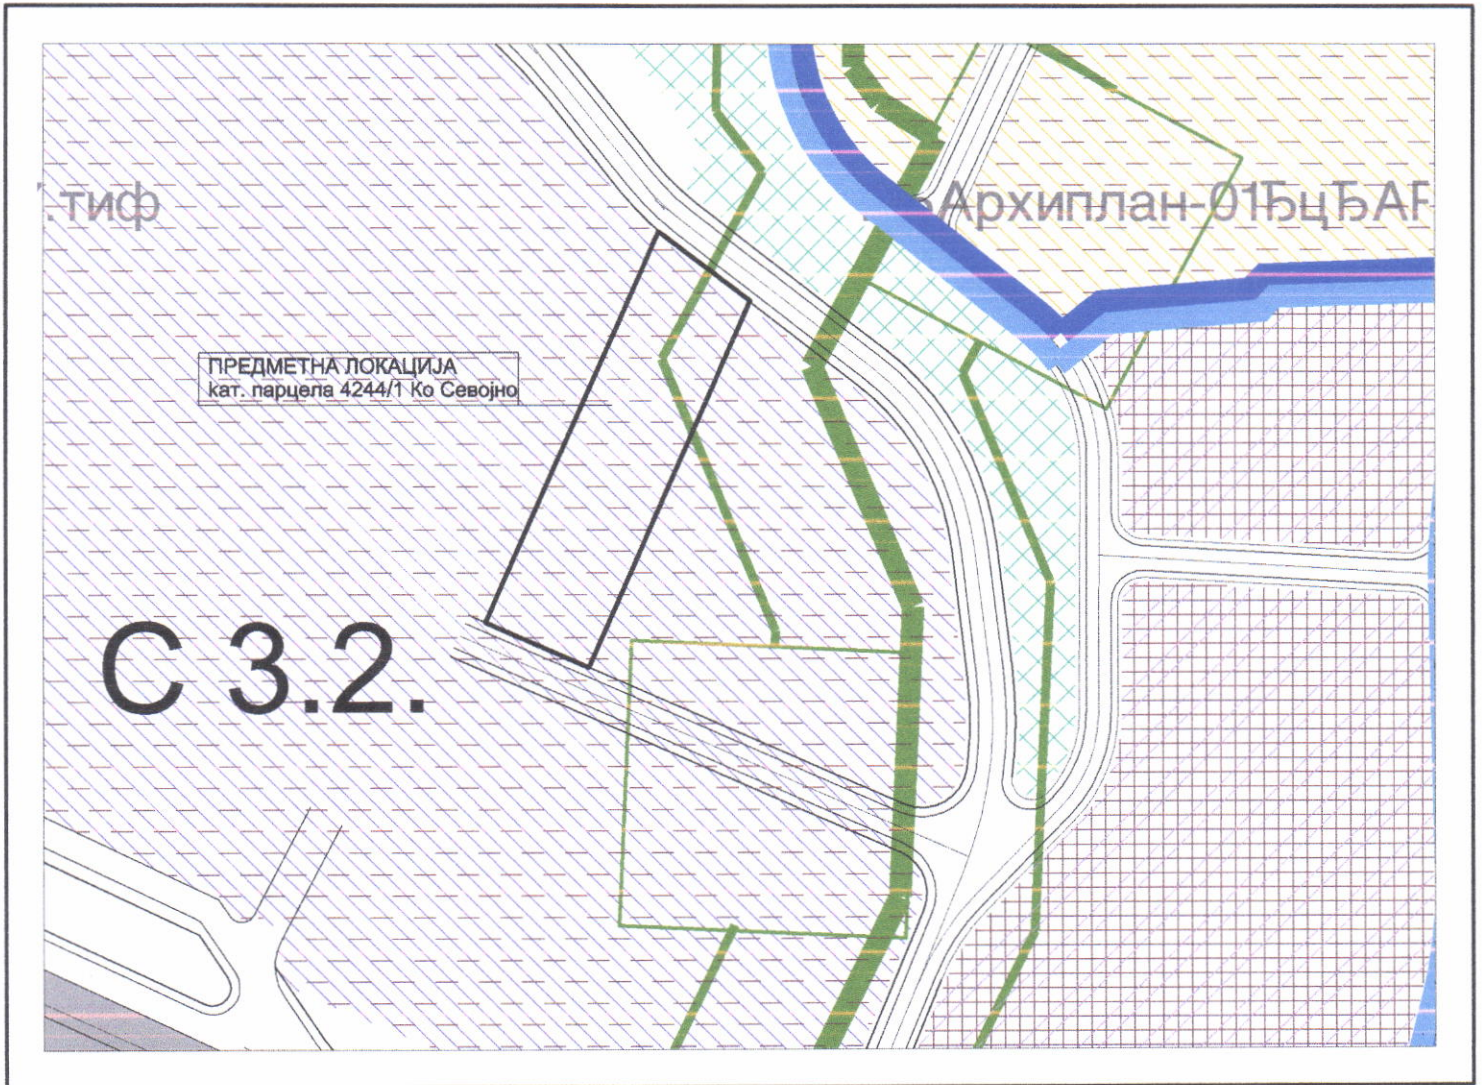 .тиф
Архиплан-01ЂцЂАР
ПРЕДМЕТНА ЛОКАЦИЈА
кат. парцела 4244/1 Ко Севојно
С 3.2.